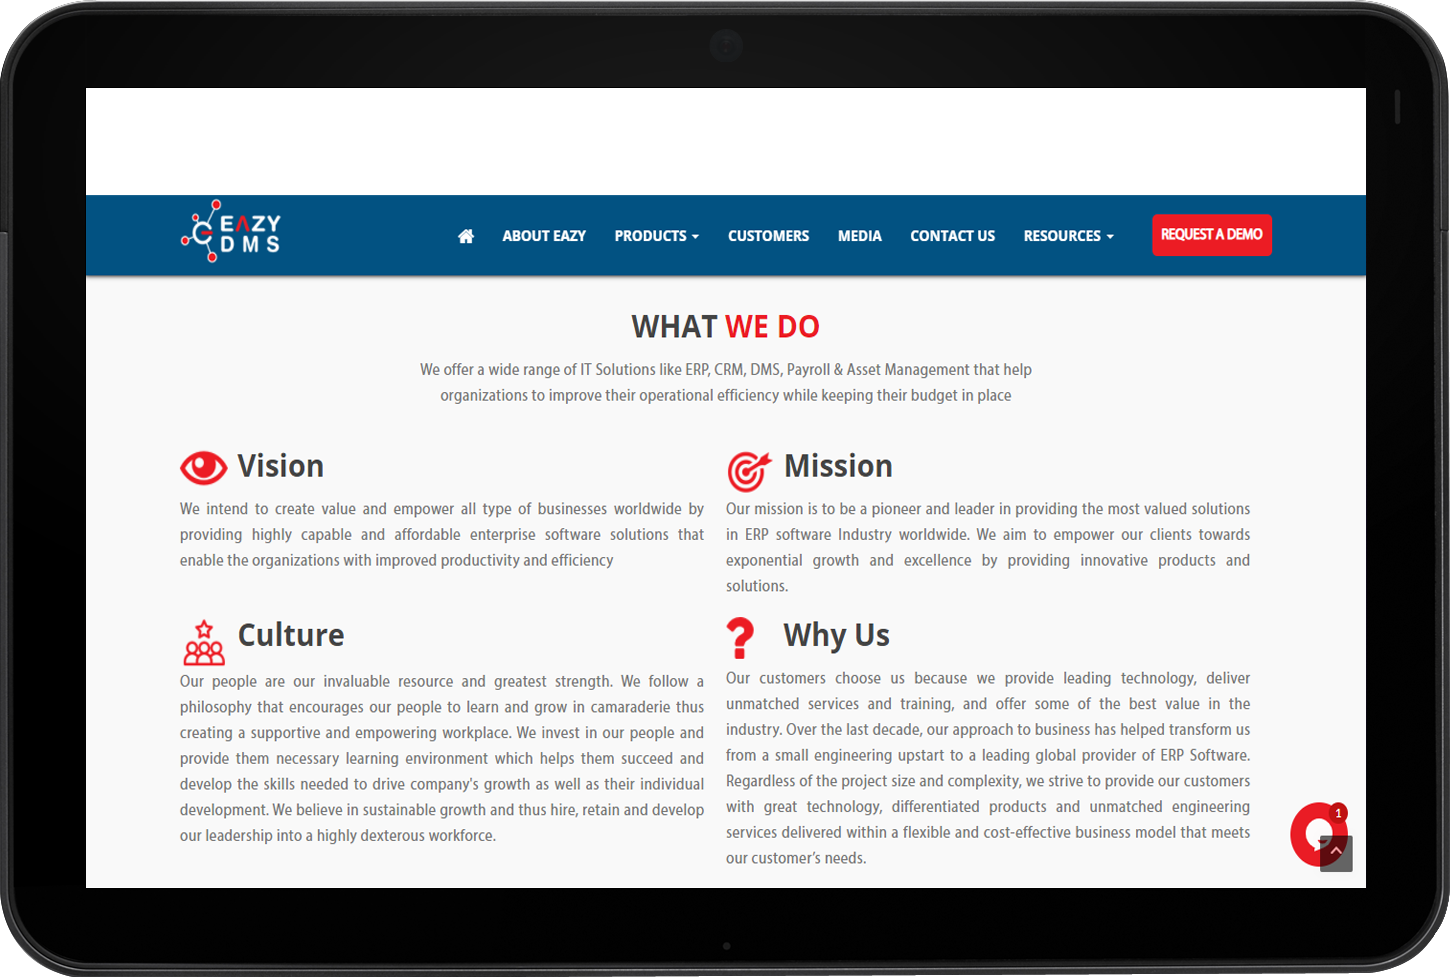 EAZY
DMS
ABOUT EAZY PRODUCTS CUSTOMERS MEDIA CONTACT US RESOURCES REQUEST A DEMO
WHAT WE DO
We offer a wide range of IT Solutions like ERP, CRM, DMS, Payroll & Asset Management that help
organizations to improve their operational efficiency while keeping their budget in place
Vision
We intend to create value and empower all type of businesses worldwide by
providing highly capable and affordable enterprise software solutions that
enable the organizations with improved productivity and efficiency
Mission
Our mission is to be a pioneer and leader in providing the most valued solutions
in ERP software Industry worldwide. We aim to empower our clients towards
exponential growth and excellence by providing innovative products and
solutions.
Culture
Our people are our invaluable resource and greatest strength. We follow a
philosophy that encourages our people to learn and grow in camaraderie thus
creating a supportive and empowering workplace. We invest in our people and
provide them necessary learning environment which helps them succeed and
develop the skills needed to drive company's growth as well as their individual
development. We believe in sustainable growth and thus hire, retain and develop
our leadership into a highly dexterous workforce.
Why Us
Our customers choose us because we provide leading technology, deliver
unmatched services and training, and offer some of the best value in the
industry. Over the last decade, our approach to business has helped transform us
from a small engineering upstart to a leading global provider of ERP Software.
Regardless of the project size and complexity, we strive to provide our customers
with great technology, differentiated products and unmatched engineering
services delivered within a flexible and cost-effective business model that meets
our customer’s needs.
1